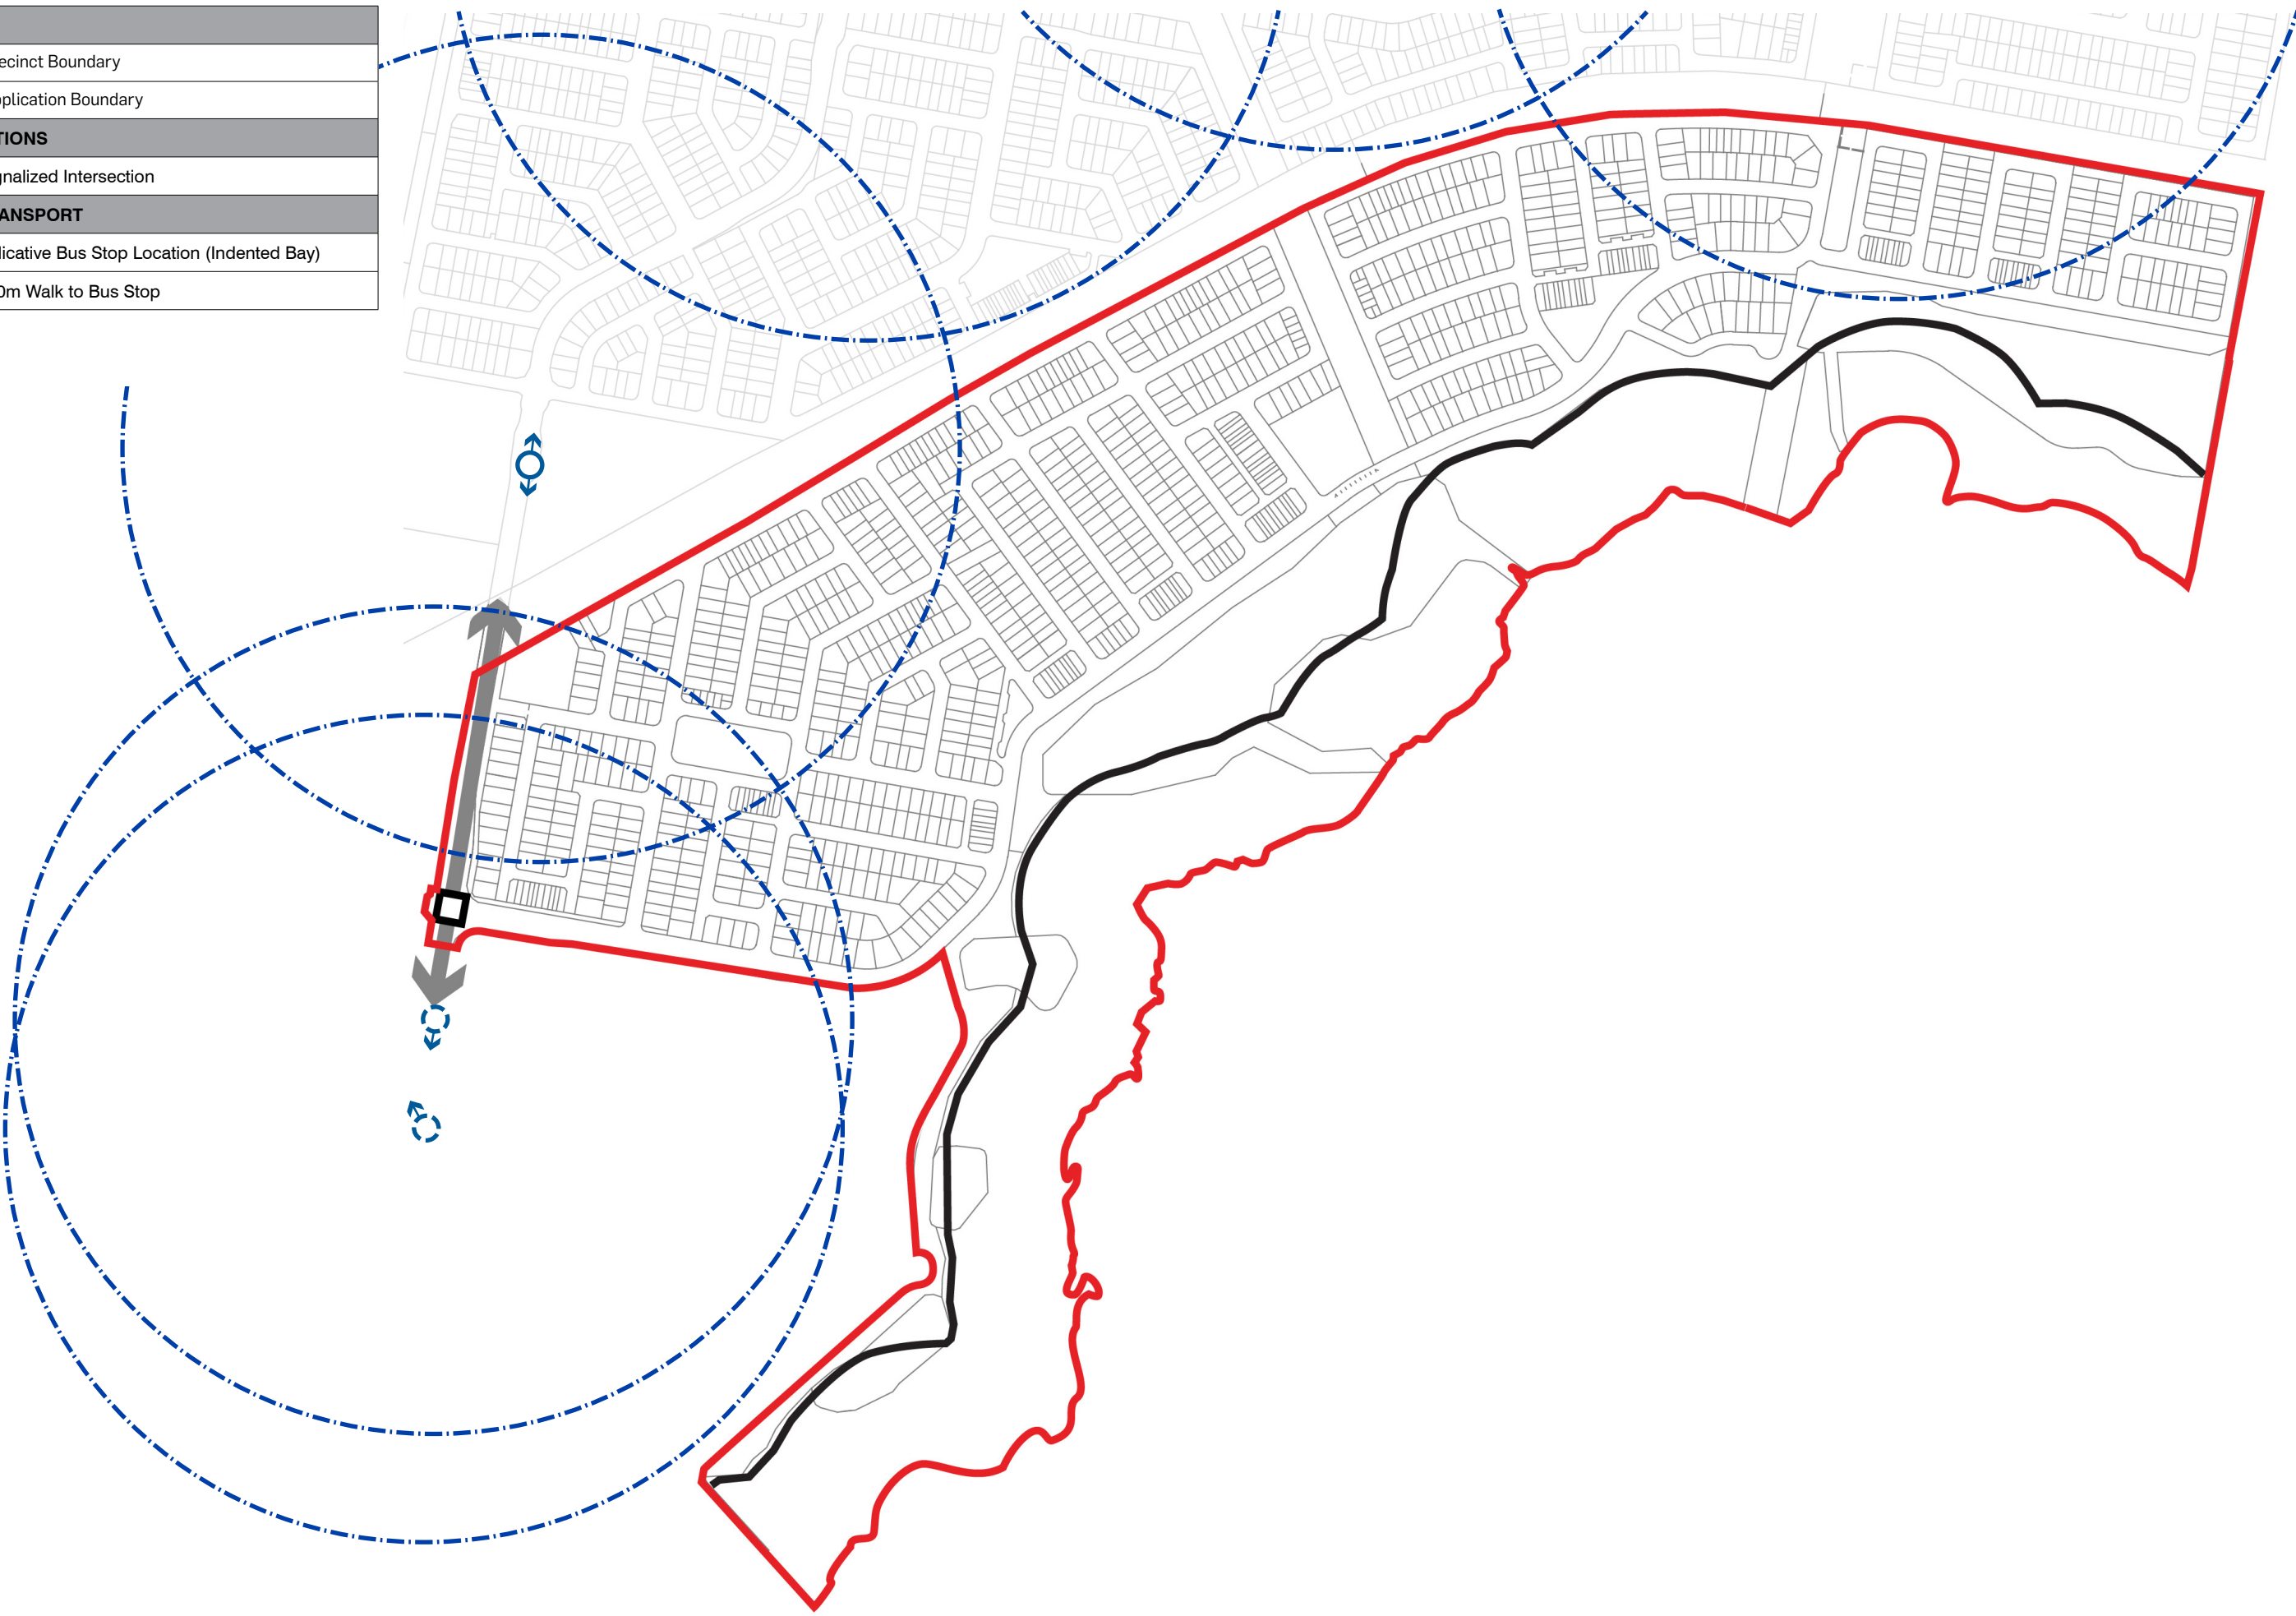 ecinct Boundary
plication Boundary
TIONS
gnalized Intersection
ANSPORT
licative Bus Stop Location (Indented Bay)
0m Walk to Bus Stop